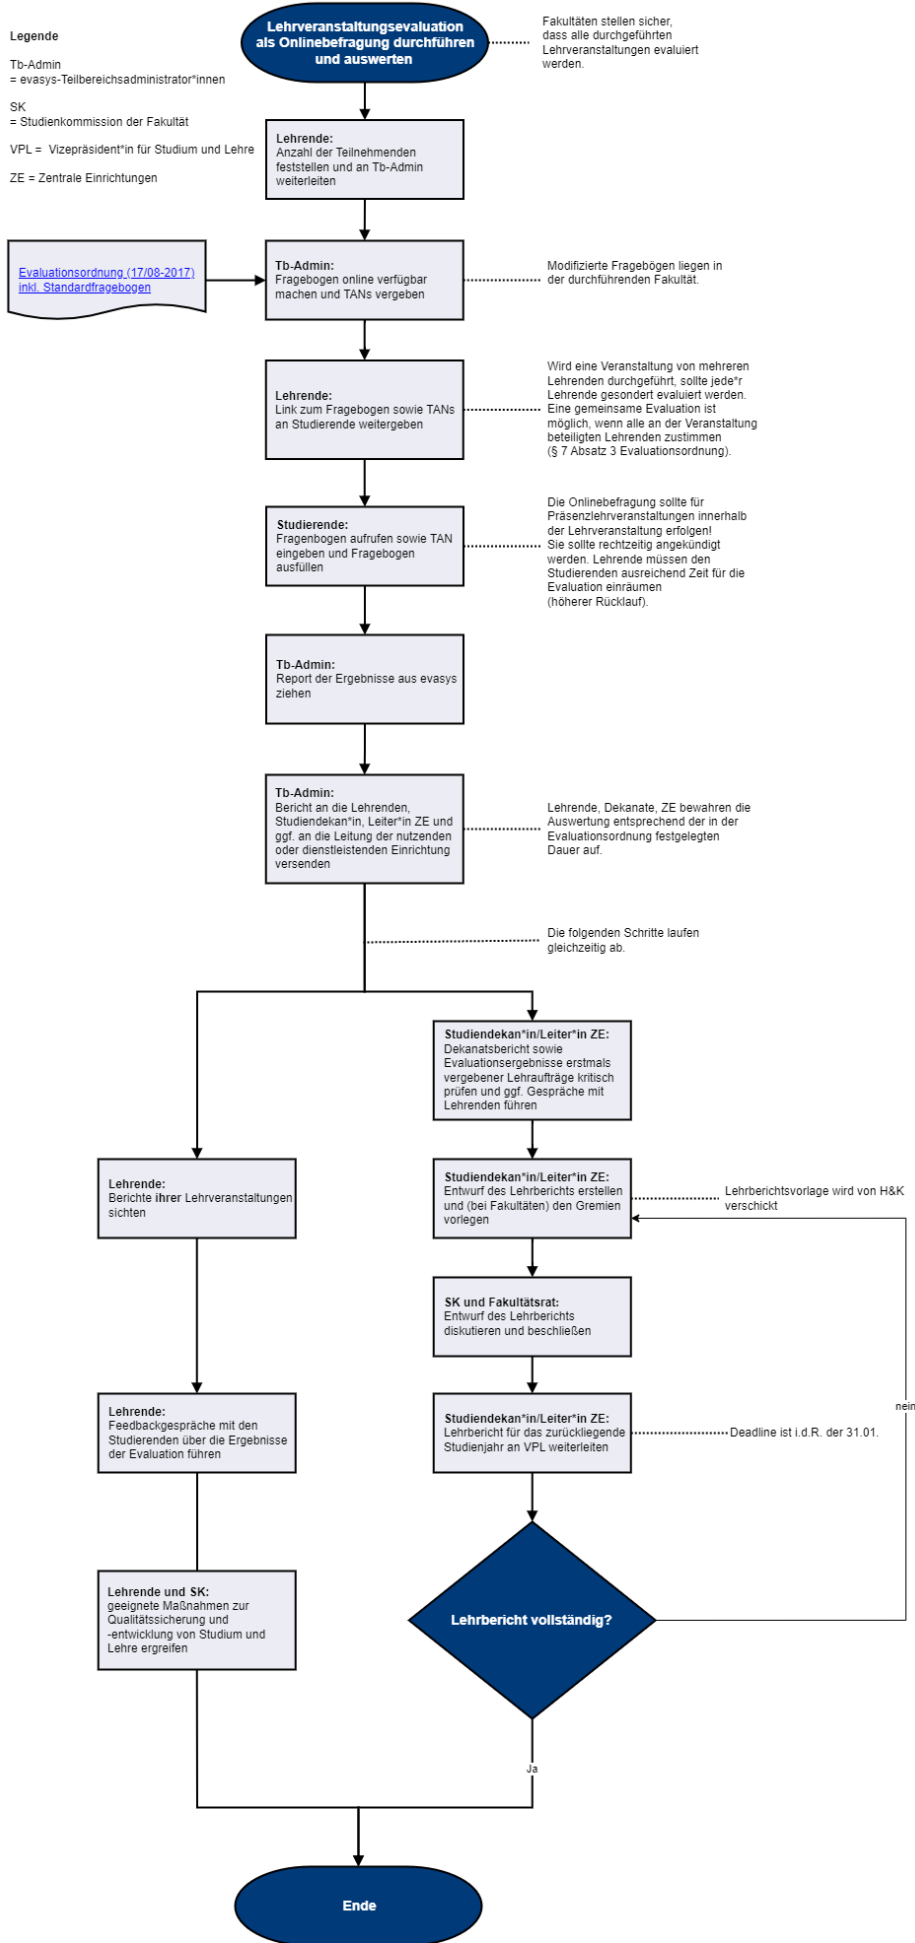 Legende
Tb-Admin
= evasys-Teilbereichsadministrator*innen
SK
= Studienkommission der Fakultät
VPL =  Vizepräsident*in für Studium und Lehre
ZE = Zentrale Einrichtungen
Lehrveranstaltungsevaluation
als Onlinebefragung durchführen
und auswerten
Fakultäten stellen sicher,
dass alle durchgeführten
Lehrveranstaltungen evaluiert
werden.
Lehrende:
Anzahl der Teilnehmenden
feststellen und an Tb-Admin
weiterleiten
Evaluationsordnung (17/08-2017)
inkl. Standardfragebogen
Tb-Admin:
Fragebogen online verfügbar
machen und TANs vergeben
Modifizierte Fragebögen liegen in
der durchführenden Fakultät.
Lehrende:
Link zum Fragebogen sowie TANs
an Studierende weitergeben
Wird eine Veranstaltung von mehreren
Lehrenden durchgeführt, sollte jede*r
Lehrende gesondert evaluiert werden.
Eine gemeinsame Evaluation ist
möglich, wenn alle an der Veranstaltung
beteiligten Lehrenden zustimmen
(§ 7 Absatz 3 Evaluationsordnung).
Studierende:
Fragenbogen aufrufen sowie TAN
eingeben und Fragebogen
ausfüllen
Die Onlinebefragung sollte für
Präsenzlehrveranstaltungen innerhalb
der Lehrveranstaltung erfolgen!
Sie sollte rechtzeitig angekündigt
werden. Lehrende müssen den
Studierenden ausreichend Zeit für die
Evaluation einräumen
(höherer Rücklauf).
Tb-Admin:
Report der Ergebnisse aus evasys
ziehen
Tb-Admin:
Bericht an die Lehrenden,
Studiendekan*in, Leiter*in ZE und
ggf. an die Leitung der nutzenden
oder dienstleistenden Einrichtung
versenden
Lehrende, Dekanate, ZE bewahren die
Auswertung entsprechend der in der
Evaluationsordnung festgelegten
Dauer auf.
Die folgenden Schritte laufen
gleichzeitig ab.
Studiendekan*in/Leiter*in ZE:
Dekanatsbericht sowie
Evaluationsergebnisse erstmals
vergebener Lehraufträge kritisch
prüfen und ggf. Gespräche mit
Lehrenden führen
Lehrende:
Berichte ihrer Lehrveranstaltungen
sichten
Studiendekan*in/Leiter*in ZE:
Entwurf des Lehrberichts erstellen
und (bei Fakultäten) den Gremien
vorlegen
Lehrberichtsvorlage wird von H&K
verschickt
SK und Fakultätsrat:
Entwurf des Lehrberichts
diskutieren und beschließen
nein
Lehrende:
Feedbackgespräche mit den
Studierenden über die Ergebnisse
der Evaluation führen
Studiendekan*in/Leiter*in ZE:
Lehrbericht für das zurückliegende
Studienjahr an VPL weiterleiten
Deadline ist i.d.R. der 31.01.
Lehrende und SK:
geeignete Maßnahmen zur
Qualitätssicherung und
-entwicklung von Studium und
Lehre ergreifen
Lehrbericht vollständig?
Ja
Ende